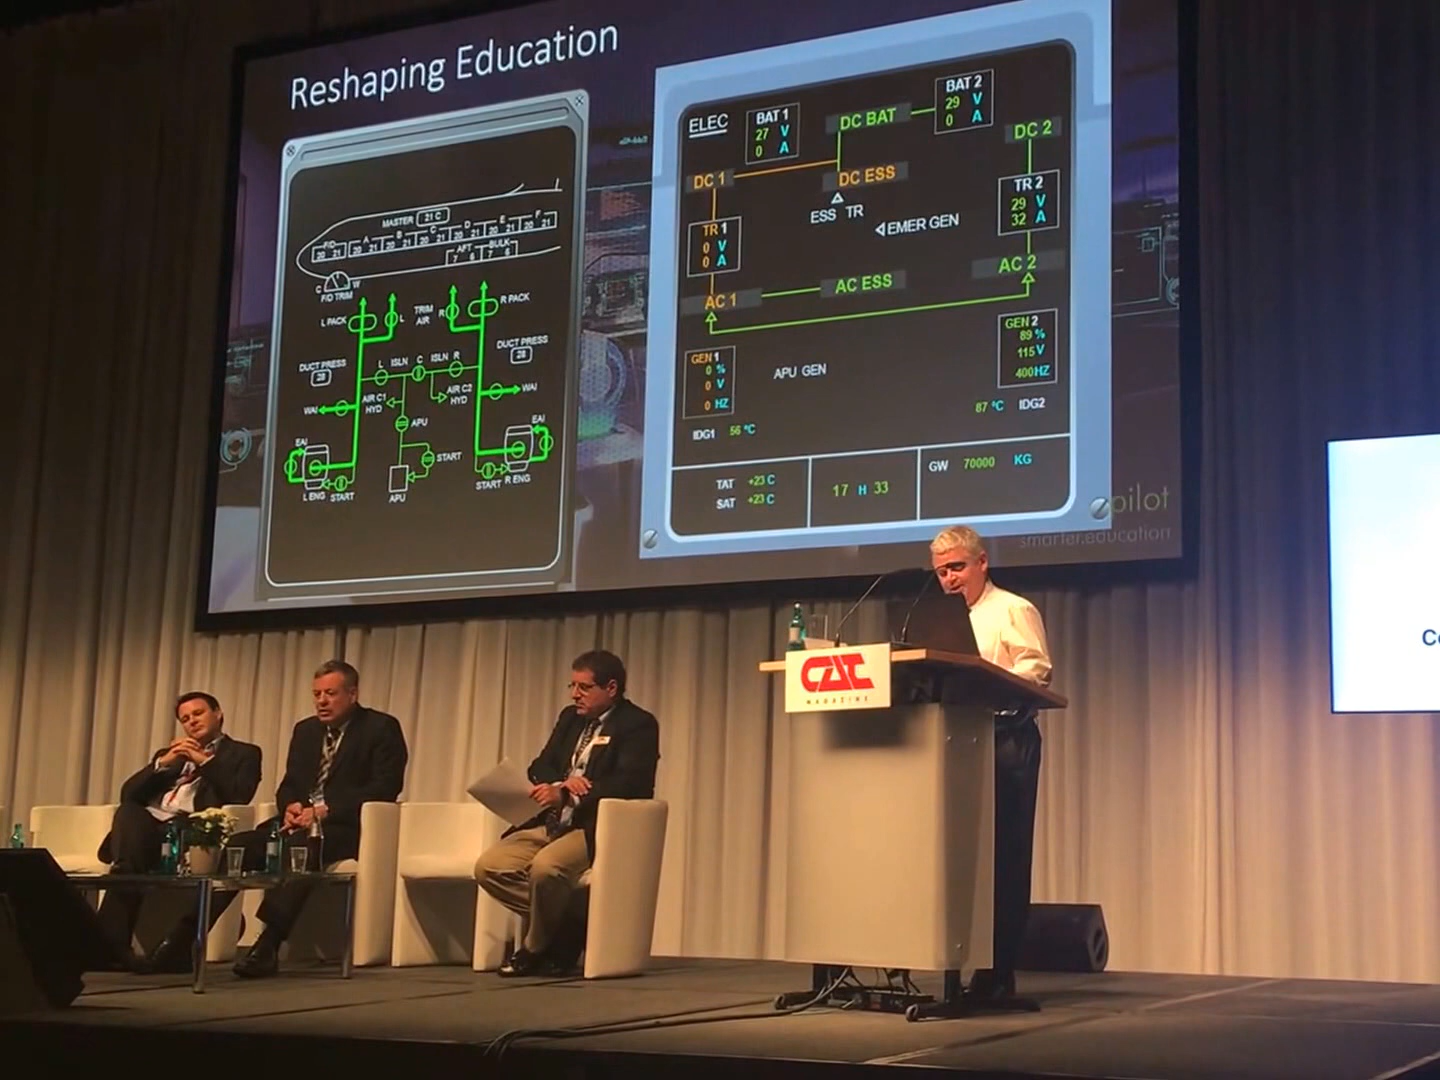 Reshaping Education
MASTER 21 C
F/D A B C D E F
20 21 20 21 20 21 20 21 20 21 20 21 20 21
AFT BULK
7 6 7 6
C W
F/D TRIM
L PACK L TRIM AIR R R PACK
DUCT PRESS
28
DUCT PRESS
28
L ISLN C ISLN R
WAI
AIR C1 HYD
AIR C2 HYD
WAI
APU
EAI
EAI
START
L ENG START
APU
START R ENG
ELEC
BAT 1
27 V
0 A
DC BAT
BAT 2
29 V
0 A
DC 1
DC ESS
DC 2
ESS TR
EMER GEN
TR 1
0 V
0 A
TR 2
29 V
32 A
AC 1
AC ESS
AC 2
GEN 1
0 %
0 V
0 HZ
APU GEN
GEN 2
89 %
115 V
400 HZ
IDG1 56 °C
87 °C IDG2
TAT +23 C
SAT +23 C
17 H 33
GW 70000 KG
pilot
smarter.education
CAT
MAGAZINE